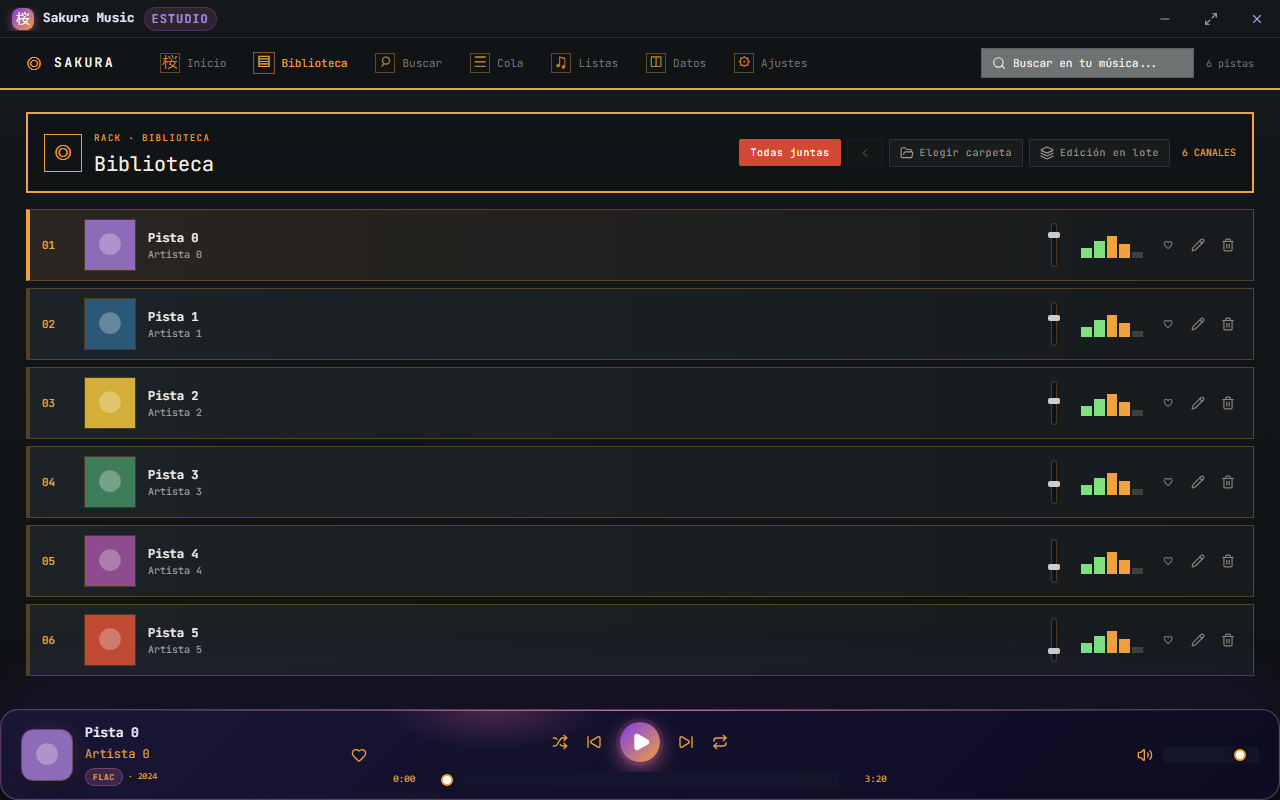 桜 Sakura Music ESTUDIO
SAKURA 桜 Inicio Biblioteca Buscar Cola Listas Datos Ajustes Buscar en tu música... 6 pistas
RACK · BIBLIOTECA
Biblioteca
Todas juntas Elegir carpeta Edición en lote 6 CANALES
01 Pista 0
Artista 0
02 Pista 1
Artista 1
03 Pista 2
Artista 2
04 Pista 3
Artista 3
05 Pista 4
Artista 4
06 Pista 5
Artista 5
Pista 0
Artista 0
FLAC · 2024
0:00 3:20